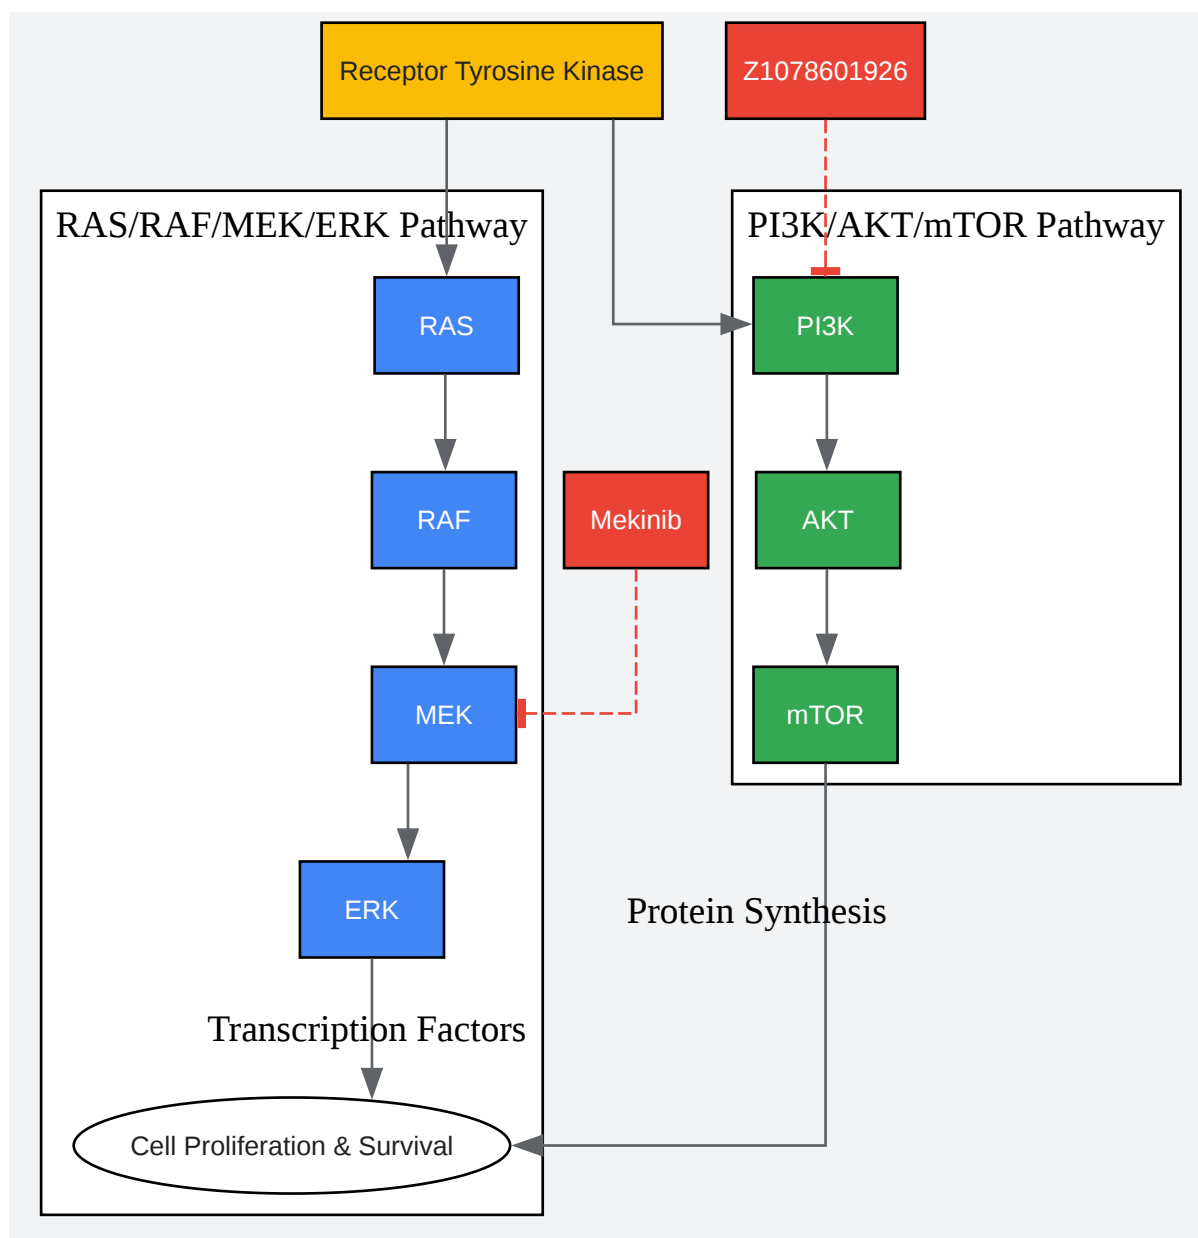 Receptor Tyrosine Kinase
Z1078601926
RAS/RAF/MEK/ERK Pathway
PI3K/AKT/mTOR Pathway
RAS
PI3K
RAF
Mekinib
AKT
MEK
mTOR
ERK
Protein Synthesis
Transcription Factors
Cell Proliferation & Survival